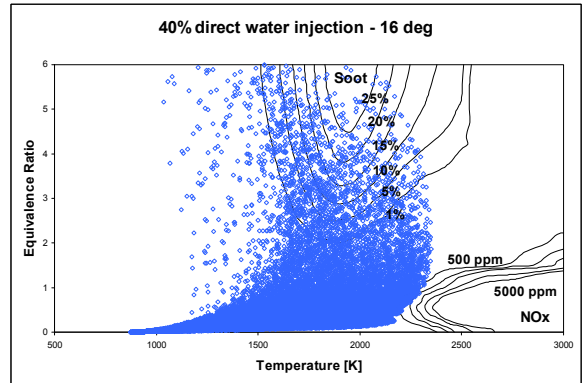 40% direct water injection - 16 deg
6
Soot
25%
5
20%
4
15%
10%
3
5%
1%
2
500 ppm
1
5000 ppm
NOx
0
500
1000
1500
2000
2500
3000
Equivalence Ratio
Temperature [K]